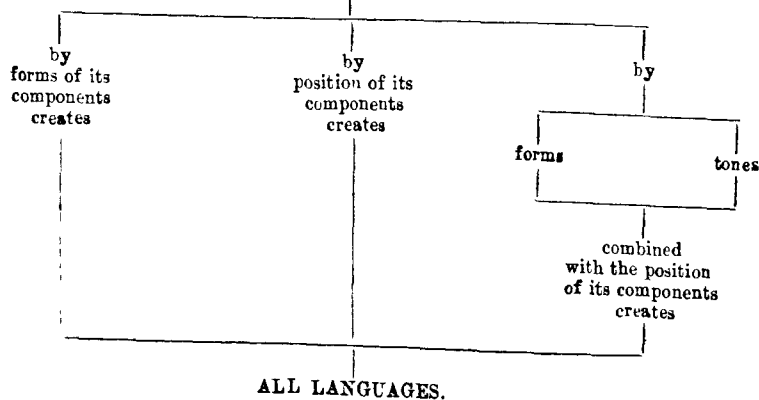 by
forms of its
components
creates
by
position of its
components
creates
by
forms
tones
combined
with the position
of its components
creates
ALL LANGUAGES.